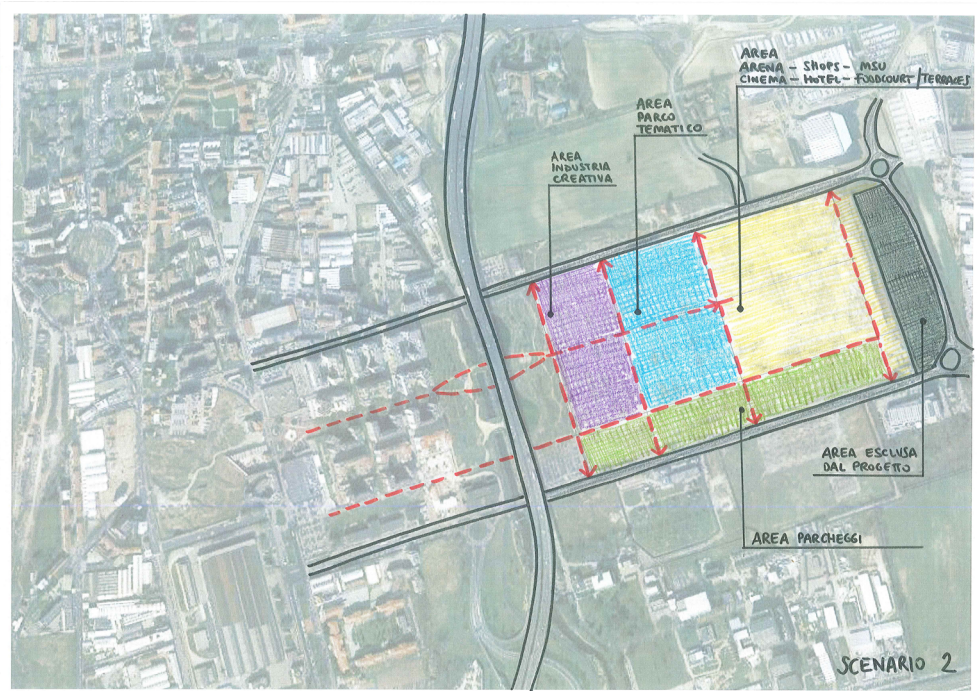 AREA
ARENA - SHOPS - MSU
CINEMA - HOTEL - FOODCOURT/TERRACES
AREA
PARCO
TEMATICO
AREA
INDUSTRIA
CREATIVA
AREA ESCLUSA
DAL PROGETTO
AREA PARCHEGGI
SCENARIO 2